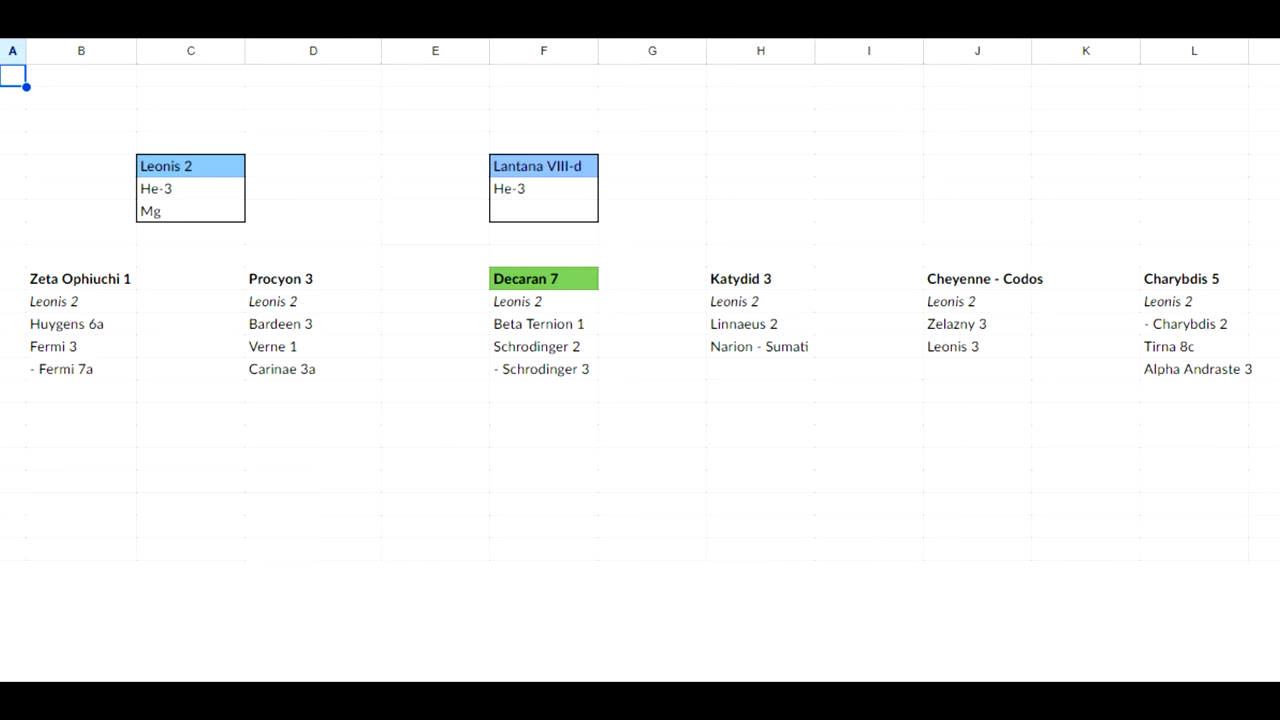 A B C D E F G H I J K L
Leonis 2 Lantana VIII-d
He-3 He-3
Mg
Zeta Ophiuchi 1 Procyon 3 Decaran 7 Katydid 3 Cheyenne - Codos Charybdis 5
Leonis 2 Leonis 2 Leonis 2 Leonis 2 Leonis 2 Leonis 2
Huygens 6a Bardeen 3 Beta Ternion 1 Linnaeus 2 Zelazny 3 - Charybdis 2
Fermi 3 Verne 1 Schrodinger 2 Narion - Sumati Leonis 3 Tirna 8c
- Fermi 7a Carinae 3a - Schrodinger 3 Alpha Andraste 3